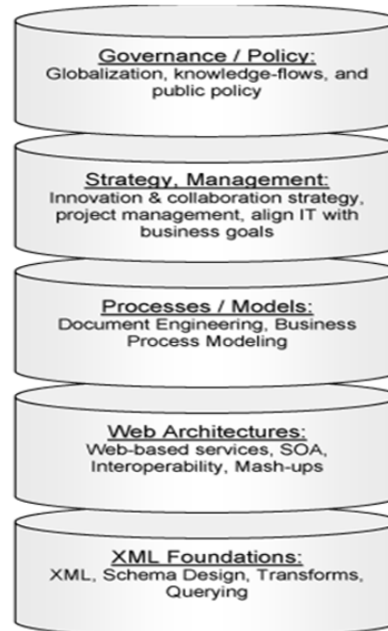 Governance / Policy:
Globalization, knowledge-flows, and
public policy
Strategy, Management:
Innovation & collaboration strategy,
project management, align IT with
business goals
Processes / Models:
Document Engineering, Business
Process Modeling
Web Architectures:
Web-based services, SOA,
Interoperability, Mash-ups
XML Foundations:
XML, Schema Design, Transforms,
Querying